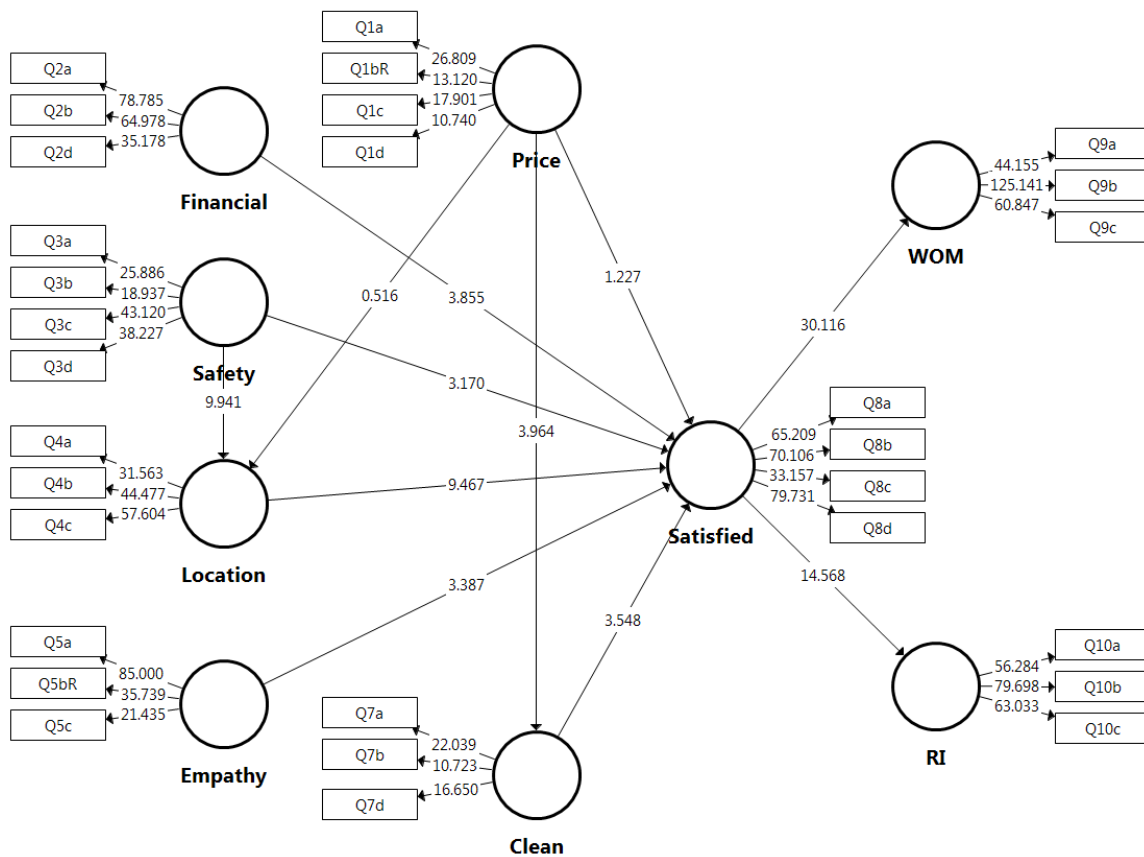 Q1a
Q1bR
Q1c
Q1d
26.809
13.120
17.901
10.740
Price
Q2a
Q2b
Q2d
78.785
64.978
35.178
Financial
Q3a
Q3b
Q3c
Q3d
25.886
18.937
43.120
38.227
Safety
9.941
Q4a
Q4b
Q4c
31.563
44.477
57.604
Location
Q5a
Q5bR
Q5c
85.000
35.739
21.435
Empathy
Q7a
Q7b
Q7d
22.039
10.723
16.650
Clean
0.516
3.855
1.227
3.170
3.964
9.467
3.387
3.548
Q8a
Q8b
Q8c
Q8d
65.209
70.106
33.157
79.731
Satisfied
30.116
14.568
44.155
125.141
60.847
Q9a
Q9b
Q9c
WOM
56.284
79.698
63.033
Q10a
Q10b
Q10c
RI